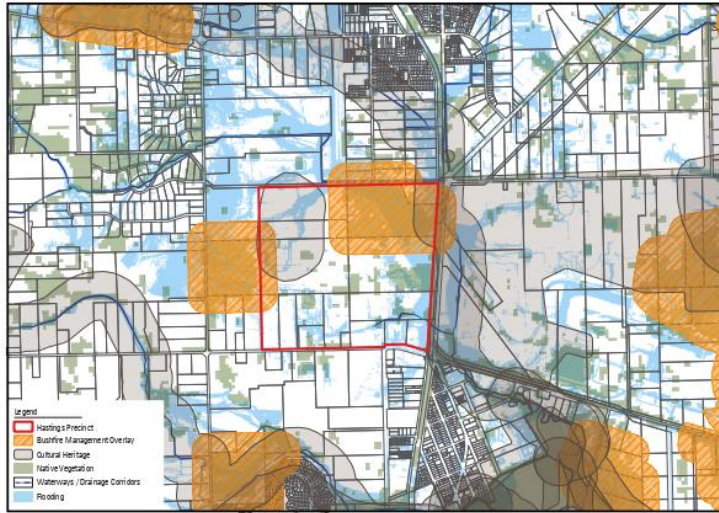 Legend
Hastings Precinct
Bushfire Management Overlay
Cultural Heritage
Native Vegetation
Waterways / Drainage Corridors
Flooding